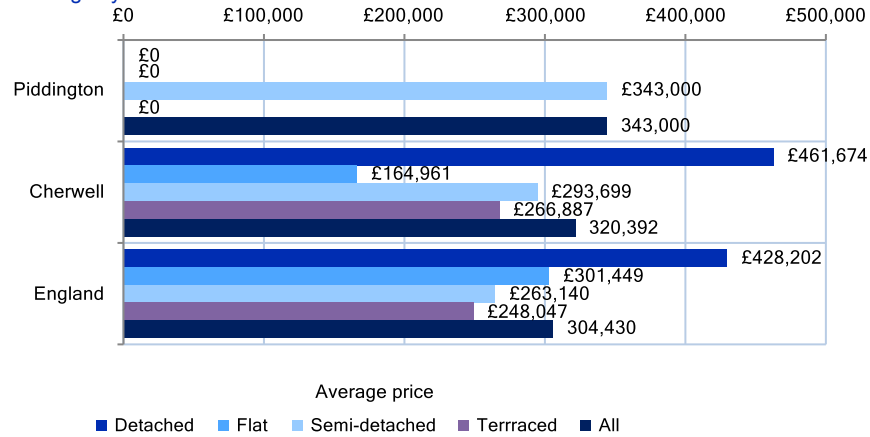 £0 £100,000 £200,000 £300,000 £400,000 £500,000
£0
£0
Piddington £343,000
£0
343,000
£461,674
£164,961
Cherwell £293,699
£266,887
320,392
£428,202
£301,449
England £263,140
£248,047
304,430
Average price
Detached Flat Semi-detached Terrraced All